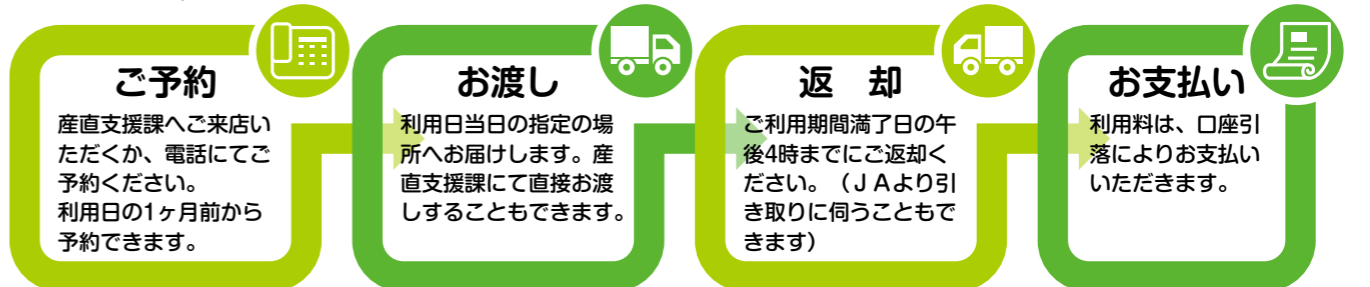 ご予約
産直支援課へご来店い
ただくか、電話にてご
予約ください。
利用日の1ヶ月前から
予約できます。
お渡し
利用日当日の指定の場
所へお届けします。産
直支援課にて直接お渡
しすることもできます。
返　却
ご利用期間満了日の午
後4時までにご返却く
ださい。（ＪＡより引
き取りに伺うこともで
きます）
お支払い
利用料は、口座引
落によりお支払い
いただきます。